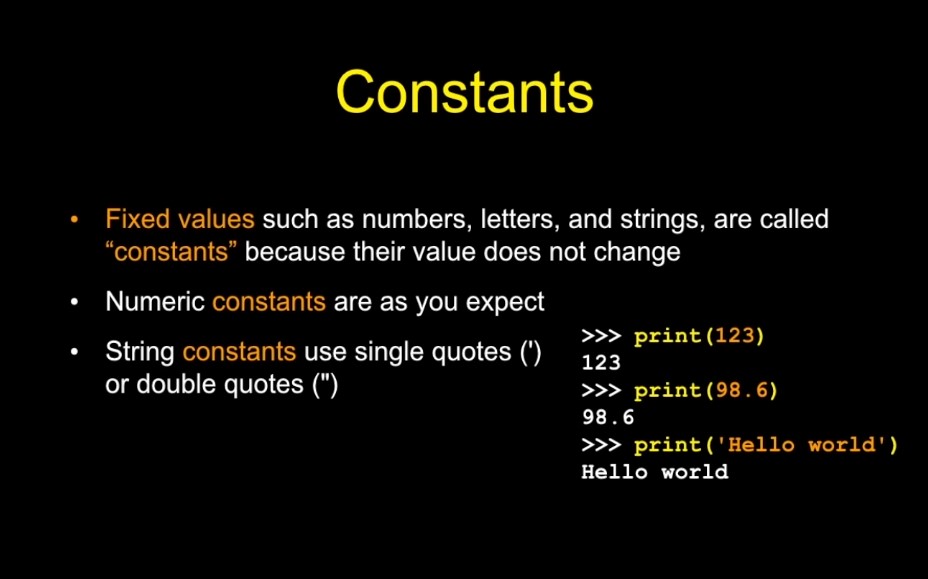 Constants
• Fixed values such as numbers, letters, and strings, are called
“constants” because their value does not change
• Numeric constants are as you expect
• String constants use single quotes (')
or double quotes (")
>>> print(123)
123
>>> print(98.6)
98.6
>>> print('Hello world')
Hello world